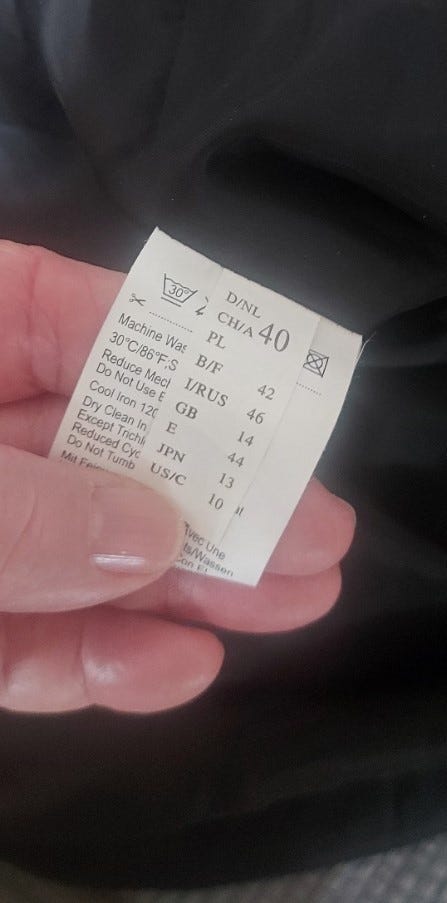 D/NL
CH/A 40
PL
B/F 42
I/RUS 46
GB 14
E 44
JPN 13
US/C 10
30°
Machine Was
30°C/86°F;S
Reduce Mec
Do Not Use
Cool Iron 120
Dry Clean In
Except Trichl
Reduced Cyc
Do Not Tumb
Mit
Avec Une
ts/Wassen